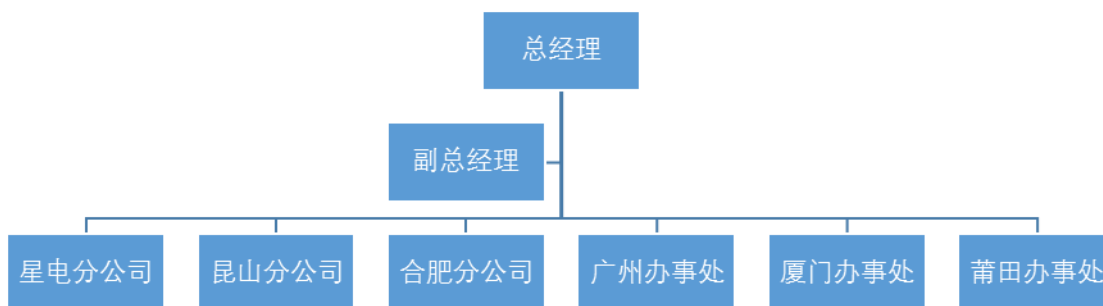 总经理
副总经理
星电分公司
昆山分公司
合肥分公司
广州办事处
厦门办事处
莆田办事处